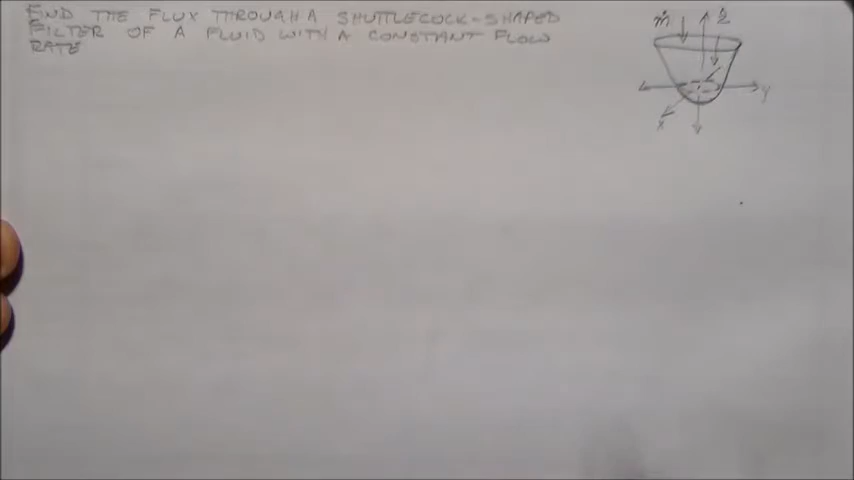 FIND THE FLUX THROUGH A SHUTTLECOCK-SHAPED
FILTER OF A FLUID WITH A CONSTANT FLOW
RATE
ṁ
ẑ
y
x